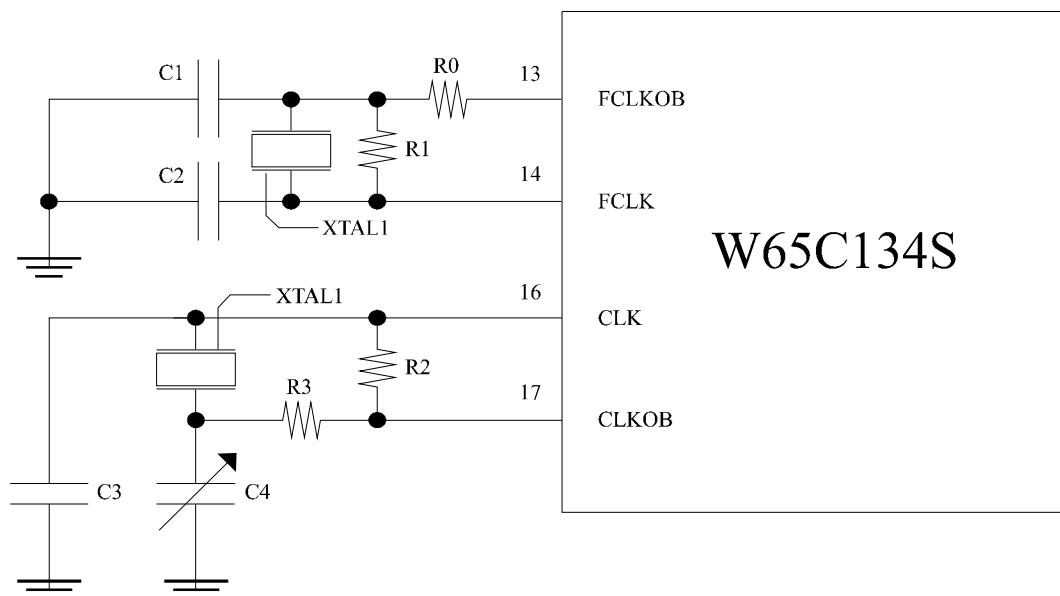 C1
R0
13
FCLKOB
R1
C2
14
FCLK
XTAL1
W65C134S
XTAL1
16
CLK
R2
R3
17
CLKOB
C3
C4